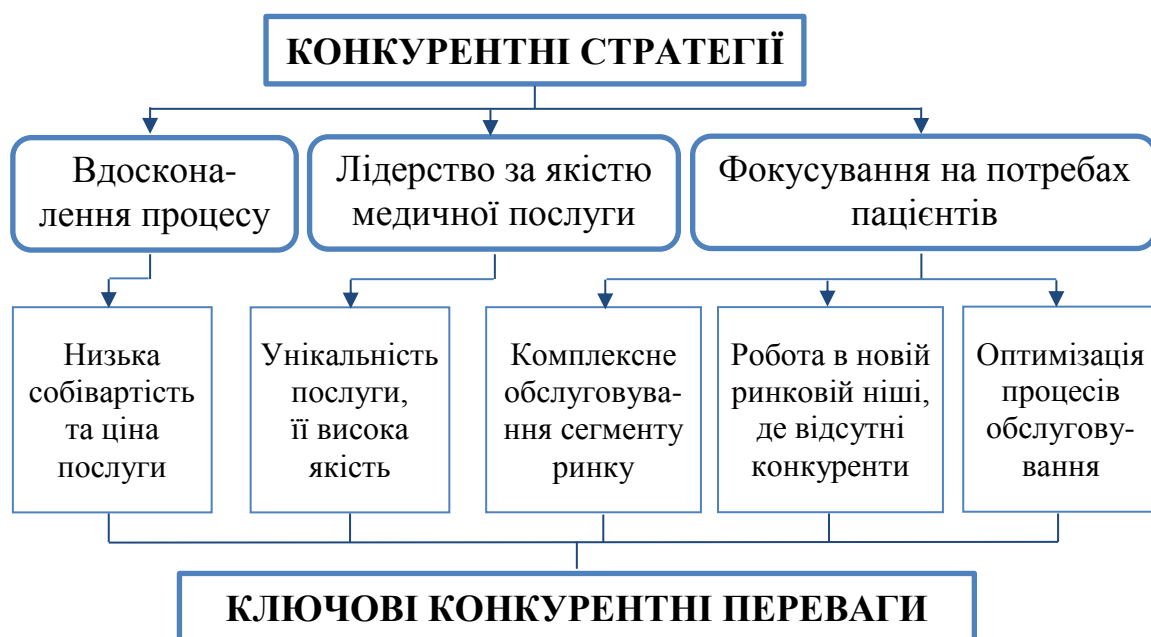 КОНКУРЕНТНІ СТРАТЕГІЇ
Вдоскона-
лення процесу
Лідерство за якістю
медичної послуги
Фокусування на потребах
пацієнтів
Низька
собівартість
та ціна
послуги
Унікальність
послуги,
її висока
якість
Комплексне
обслуговува-
ння сегменту
ринку
Робота в новій
ринковій ніші,
де відсутні
конкуренти
Оптимізація
процесів
обслугову-
вання
КЛЮЧОВІ КОНКУРЕНТНІ ПЕРЕВАГИ